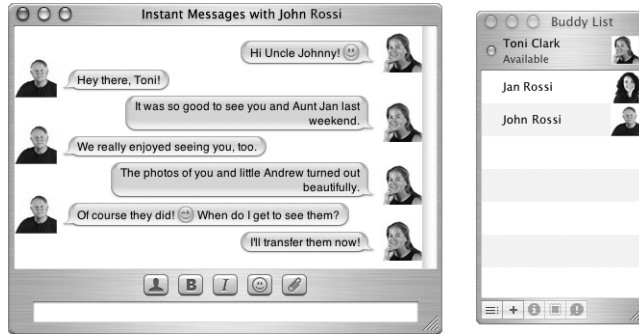 Instant Messages with John Rossi
Hi Uncle Johnny!
Hey there, Toni!
It was so good to see you and Aunt Jan last
weekend.
We really enjoyed seeing you, too.
The photos of you and little Andrew turned out
beautifully.
Of course they did! When do I get to see them?
I'll transfer them now!
B
I
Buddy List
Toni Clark
Available
Jan Rossi
John Rossi